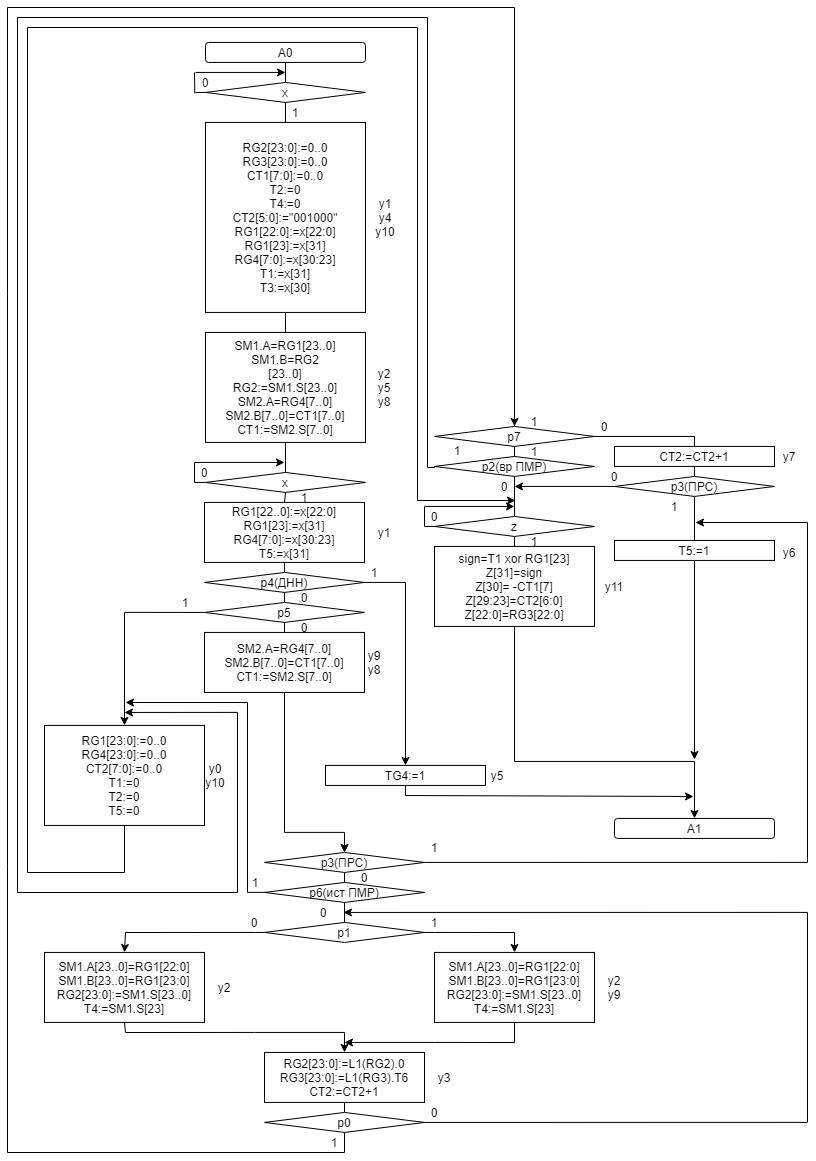 A0
0
x
1
RG2[23:0]:=0..0
RG3[23:0]:=0..0
CT1[7:0]:=0..0
T2:=0
T4:=0
CT2[5:0]:="001000"
RG1[22:0]:=x[22:0]
RG1[23]:=x[31]
RG4[7:0]:=x[30:23]
T1:=x[31]
T3:=x[30]
y1
y4
y10
SM1.A=RG1[23..0]
SM1.B=RG2
[23..0]
RG2:=SM1.S[23..0]
SM2.A=RG4[7..0]
SM2.B[7..0]=CT1[7..0]
CT1:=SM2.S[7..0]
y2
y5
y8
0
x
1
RG1[22..0]:=x[22:0]
RG1[23]:=x[31]
RG4[7:0]:=x[30:23]
T5:=x[31]
y1
p4(ДНН)
1
0
1
p5
0
SM2.A=RG4[7..0]
SM2.B[7..0]=CT1[7..0]
CT1:=SM2.S[7..0]
y9
y8
1
p7
0
1
1
p2(вр ПМР)
0
CT2:=CT2+1
y7
0
p3(ПРС)
1
0
z
1
T5:=1
y6
sign=T1 xor RG1[23]
Z[31]=sign
Z[30]= -CT1[7]
Z[29:23]=CT2[6:0]
Z[22:0]=RG3[22:0]
y11
RG1[23:0]:=0..0
RG4[23:0]:=0..0
CT2[7:0]:=0..0
T1:=0
T2:=0
T5:=0
y0
y10
TG4:=1
y5
A1
p3(ПРС)
1
0
1
p6(ист ПМР)
0
0
p1
1
SM1.A[23..0]=RG1[22:0]
SM1.B[23..0]=RG1[23:0]
RG2[23:0]:=SM1.S[23..0]
T4:=SM1.S[23]
y2
SM1.A[23..0]=RG1[22:0]
SM1.B[23..0]=RG1[23:0]
RG2[23:0]:=SM1.S[23..0]
T4:=SM1.S[23]
y2
y9
RG2[23:0]:=L1(RG2).0
RG3[23:0]:=L1(RG3).T6
CT2:=CT2+1
y3
p0
0
1